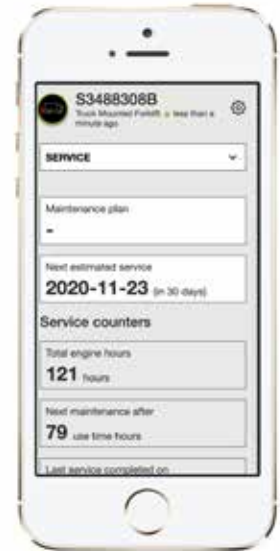 S3488308B
Truck Mounted Forklift, less than a
minute ago
SERVICE
Maintenance plan
-
Next estimated service
2020-11-23 (in 30 days)
Service counters
Total engine hours
121 hours
Next maintenance after
79 use time hours
Last service completed on